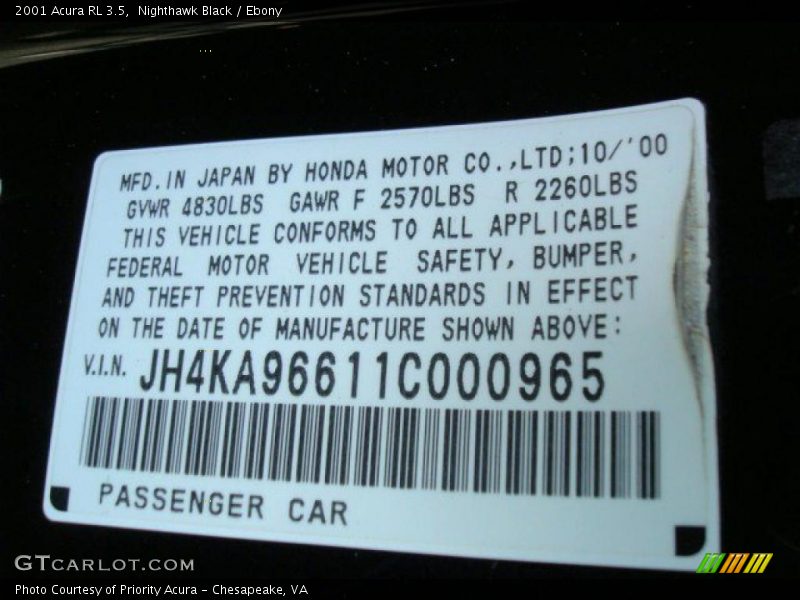 2001 Acura RL 3.5,  Nighthawk Black / Ebony
MFD.IN JAPAN BY HONDA MOTOR CO.,LTD;10/'00
GVWR 4830LBS  GAWR F 2570LBS  R 2260LBS
THIS VEHICLE CONFORMS TO ALL APPLICABLE
FEDERAL MOTOR VEHICLE SAFETY, BUMPER,
AND THEFT PREVENTION STANDARDS IN EFFECT
ON THE DATE OF MANUFACTURE SHOWN ABOVE:
V.I.N. JH4KA96611C000965
PASSENGER CAR
GTCARLOT.COM
Photo Courtesy of Priority Acura - Chesapeake, VA